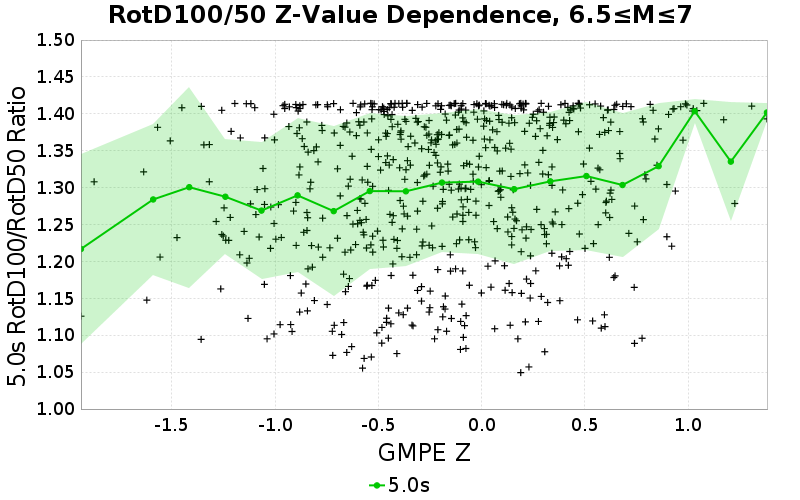 RotD100/50 Z-Value Dependence, 6.5≤M≤7
5.0s RotD100/RotD50 Ratio
1.50
1.45
1.40
1.35
1.30
1.25
1.20
1.15
1.10
1.05
1.00
-1.5 -1.0 -0.5 0.0 0.5 1.0
GMPE Z
5.0s